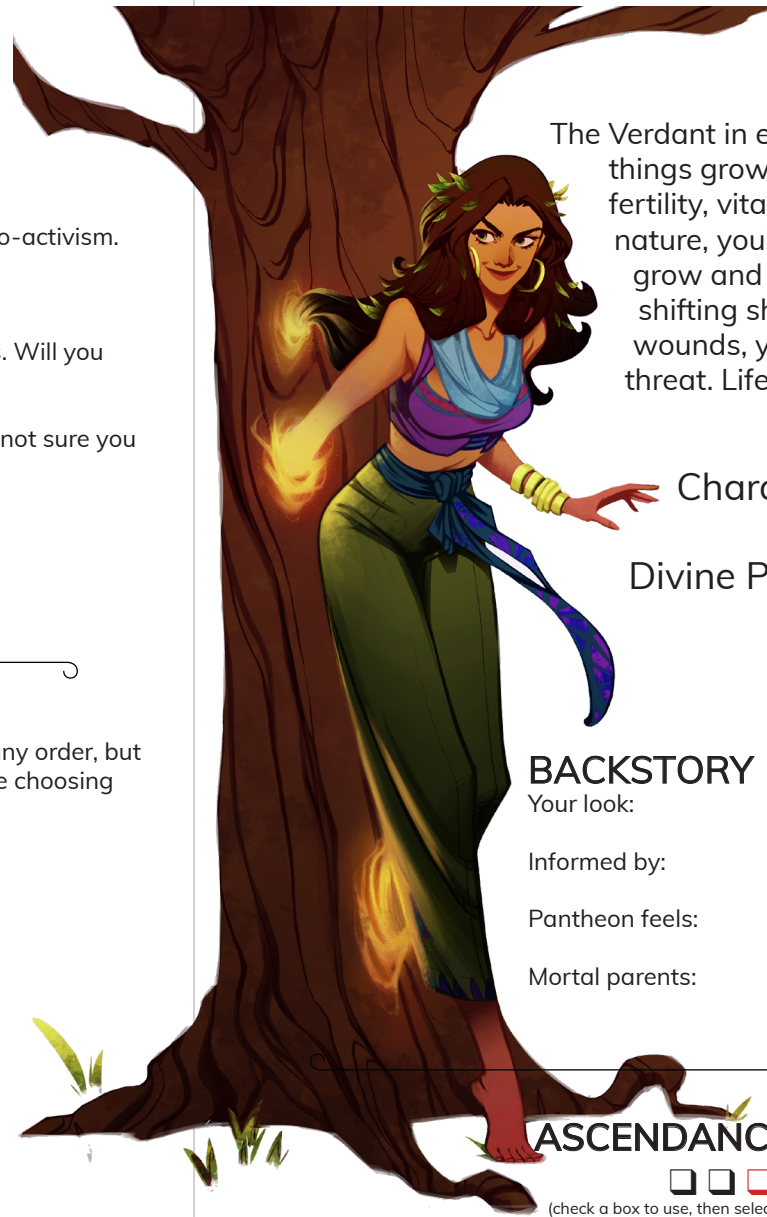 o-activism.
. Will you
not sure you
ny order, but
e choosing
The Verdant in e
things grow
fertility, vita
nature, you
grow and
shifting sh
wounds, y
threat. Life
Chara
Divine P
BACKSTORY
Your look:
Informed by:
Pantheon feels:
Mortal parents:
ASCENDANC
(check a box to use, then selec